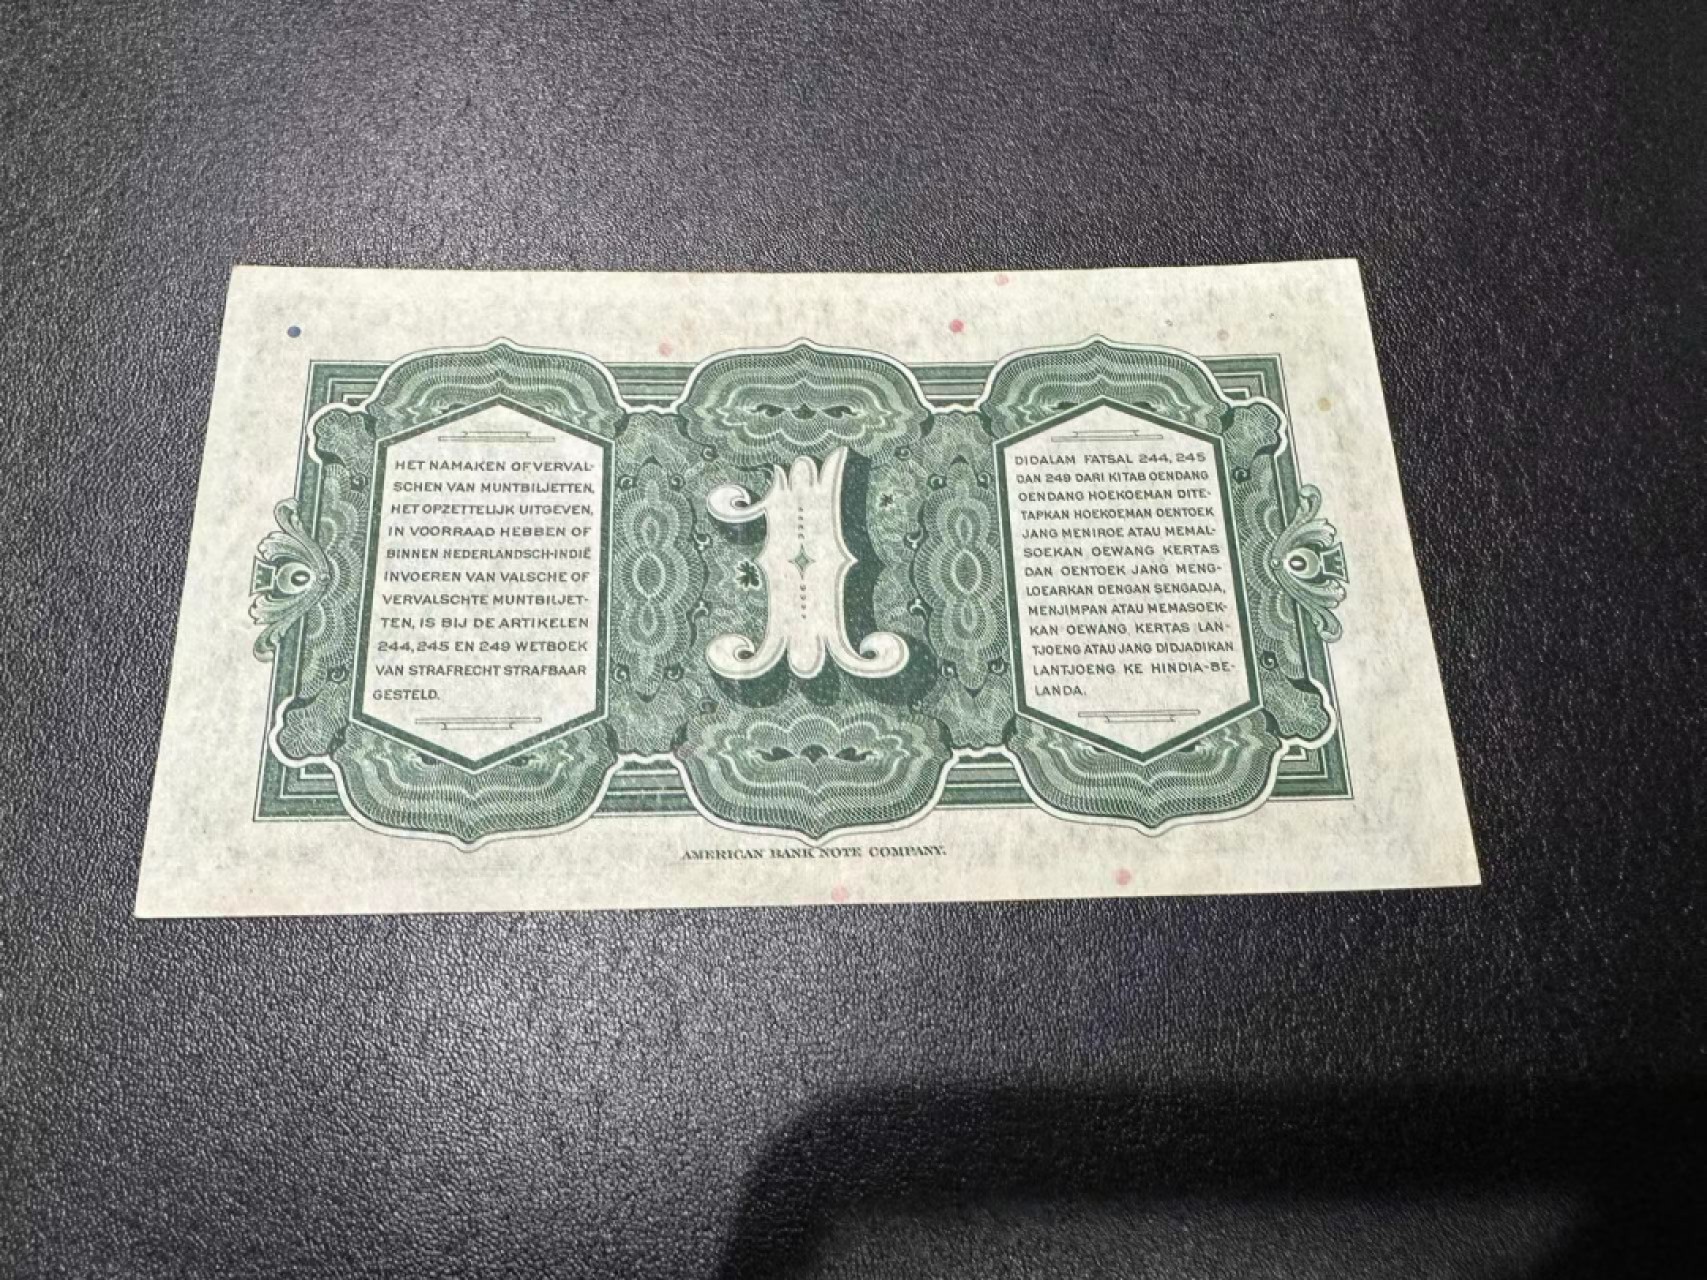 HET NAMAKEN OF VERVAL-
SCHEN VAN MUNTBILJETTEN,
HET OPZETTELIJK UITGEVEN,
IN VOORRAAD HEBBEN OF
BINNEN NEDERLANDSCH-INDIË
INVOEREN VAN VALSCHE OF
VERVALSCHTE MUNTBILJET-
TEN, IS BIJ DE ARTIKELEN
244, 245 EN 249 WETBOEK
VAN STRAFRECHT STRAFBAAR
GESTELD.
1
DIDALAM FATSAL 244, 245
DAN 249 DARI KITAB OENDANG
OENDANG HOEKOEMAN DITE-
TAPKAN HOEKOEMAN OENTOEK
JANG MENIROE ATAU MEMAL-
SOEKAN OEWANG KERTAS
DAN OENTOEK JANG MENG-
LOEARKAN DENGAN SENGADJA,
MENJIMPAN ATAU MEMASOEK-
KAN OEWANG KERTAS LAN-
TJOENG ATAU JANG DIDJADIKAN
LANTJOENG KE HINDIA-BE-
LANDA.
AMERICAN BANK NOTE COMPANY.